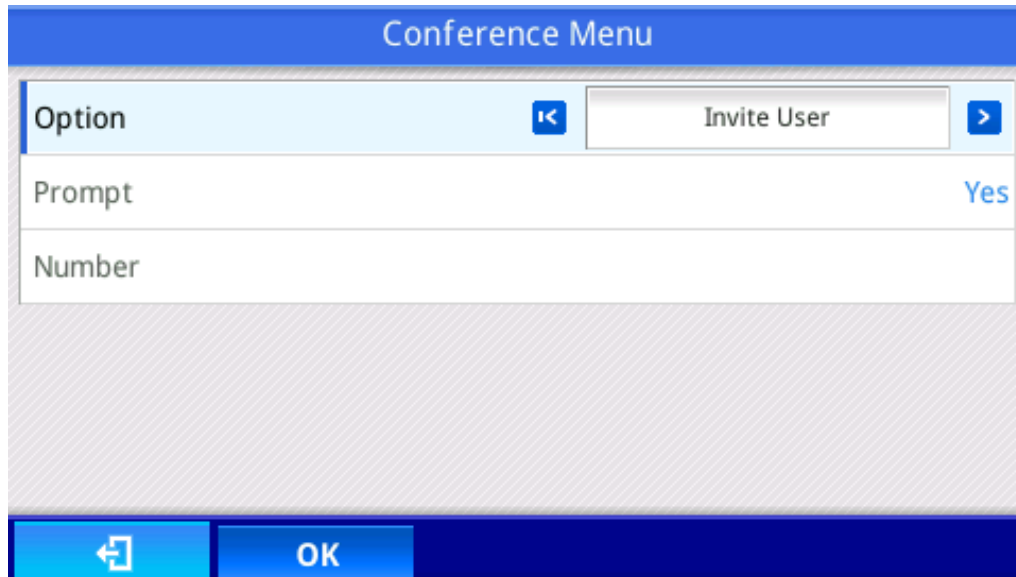 Conference Menu
Option Invite User
Prompt Yes
Number
OK